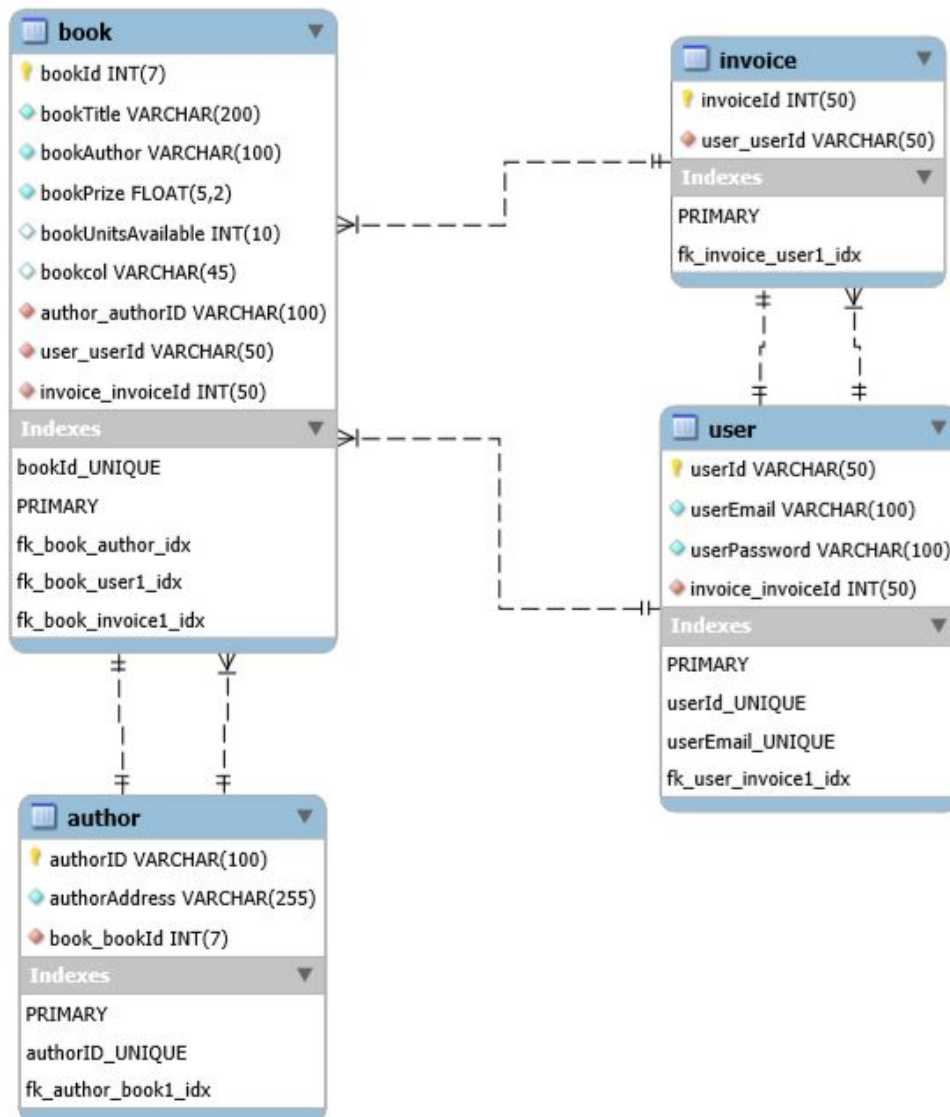 book
bookId INT(7)
bookTitle VARCHAR(200)
bookAuthor VARCHAR(100)
bookPrize FLOAT(5,2)
bookUnitsAvailable INT(10)
bookcol VARCHAR(45)
author_authorID VARCHAR(100)
user_userId VARCHAR(50)
invoice_invoiceId INT(50)
Indexes
bookId_UNIQUE
PRIMARY
fk_book_author_idx
fk_book_user1_idx
fk_book_invoice1_idx
invoice
invoiceId INT(50)
user_userId VARCHAR(50)
Indexes
PRIMARY
fk_invoice_user1_idx
user
userId VARCHAR(50)
userEmail VARCHAR(100)
userPassword VARCHAR(100)
invoice_invoiceId INT(50)
Indexes
PRIMARY
userId_UNIQUE
userEmail_UNIQUE
fk_user_invoice1_idx
author
authorID VARCHAR(100)
authorAddress VARCHAR(255)
book_bookId INT(7)
Indexes
PRIMARY
authorID_UNIQUE
fk_author_book1_idx